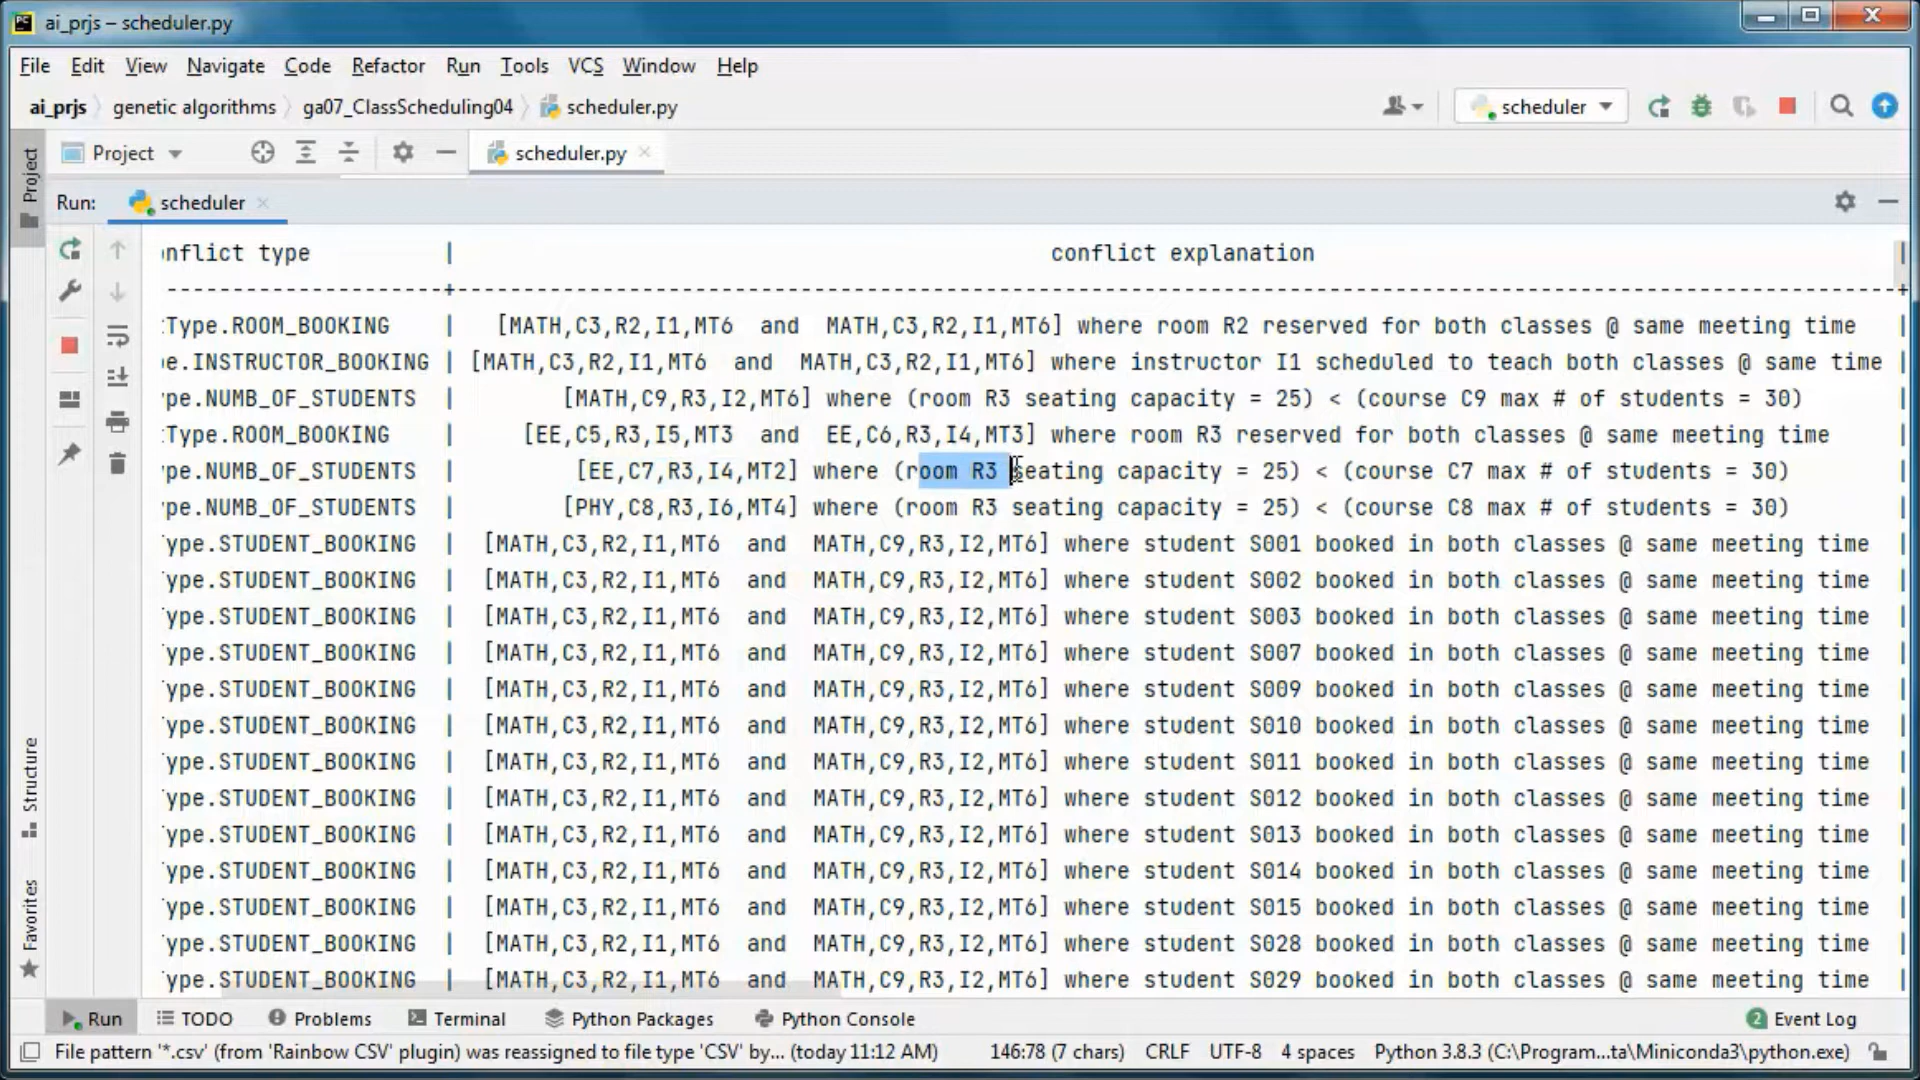 ai_prjs – scheduler.py
File Edit View Navigate Code Refactor Run Tools VCS Window Help
ai_prjs genetic algorithms ga07_ClassScheduling04 scheduler.py scheduler
Project scheduler.py
Project
Run: scheduler
nflict type | conflict explanation |
-----------------------+--------------------------------------------------------------------------------------------------------------+
tType.ROOM_BOOKING | [MATH,C3,R2,I1,MT6 and MATH,C3,R2,I1,MT6] where room R2 reserved for both classes @ same meeting time |
pe.INSTRUCTOR_BOOKING | [MATH,C3,R2,I1,MT6 and MATH,C3,R2,I1,MT6] where instructor I1 scheduled to teach both classes @ same time |
ype.NUMB_OF_STUDENTS | [MATH,C9,R3,I2,MT6] where (room R3 seating capacity = 25) < (course C9 max # of students = 30) |
tType.ROOM_BOOKING | [EE,C5,R3,I5,MT3 and EE,C6,R3,I4,MT3] where room R3 reserved for both classes @ same meeting time |
ype.NUMB_OF_STUDENTS | [EE,C7,R3,I4,MT2] where (room R3 seating capacity = 25) < (course C7 max # of students = 30) |
ype.NUMB_OF_STUDENTS | [PHY,C8,R3,I6,MT4] where (room R3 seating capacity = 25) < (course C8 max # of students = 30) |
ype.STUDENT_BOOKING | [MATH,C3,R2,I1,MT6 and MATH,C9,R3,I2,MT6] where student S001 booked in both classes @ same meeting time |
ype.STUDENT_BOOKING | [MATH,C3,R2,I1,MT6 and MATH,C9,R3,I2,MT6] where student S002 booked in both classes @ same meeting time |
ype.STUDENT_BOOKING | [MATH,C3,R2,I1,MT6 and MATH,C9,R3,I2,MT6] where student S003 booked in both classes @ same meeting time |
ype.STUDENT_BOOKING | [MATH,C3,R2,I1,MT6 and MATH,C9,R3,I2,MT6] where student S007 booked in both classes @ same meeting time |
ype.STUDENT_BOOKING | [MATH,C3,R2,I1,MT6 and MATH,C9,R3,I2,MT6] where student S009 booked in both classes @ same meeting time |
ype.STUDENT_BOOKING | [MATH,C3,R2,I1,MT6 and MATH,C9,R3,I2,MT6] where student S010 booked in both classes @ same meeting time |
ype.STUDENT_BOOKING | [MATH,C3,R2,I1,MT6 and MATH,C9,R3,I2,MT6] where student S011 booked in both classes @ same meeting time |
ype.STUDENT_BOOKING | [MATH,C3,R2,I1,MT6 and MATH,C9,R3,I2,MT6] where student S012 booked in both classes @ same meeting time |
ype.STUDENT_BOOKING | [MATH,C3,R2,I1,MT6 and MATH,C9,R3,I2,MT6] where student S013 booked in both classes @ same meeting time |
ype.STUDENT_BOOKING | [MATH,C3,R2,I1,MT6 and MATH,C9,R3,I2,MT6] where student S014 booked in both classes @ same meeting time |
ype.STUDENT_BOOKING | [MATH,C3,R2,I1,MT6 and MATH,C9,R3,I2,MT6] where student S015 booked in both classes @ same meeting time |
ype.STUDENT_BOOKING | [MATH,C3,R2,I1,MT6 and MATH,C9,R3,I2,MT6] where student S028 booked in both classes @ same meeting time |
ype.STUDENT_BOOKING | [MATH,C3,R2,I1,MT6 and MATH,C9,R3,I2,MT6] where student S029 booked in both classes @ same meeting time |
Structure
Favorites
Run TODO Problems Terminal Python Packages Python Console 2 Event Log
File pattern '*.csv' (from 'Rainbow CSV' plugin) was reassigned to file type 'CSV' by... (today 11:12 AM) 146:78 (7 chars) CRLF UTF-8 4 spaces Python 3.8.3 (C:\Program...ta\Miniconda3\python.exe)